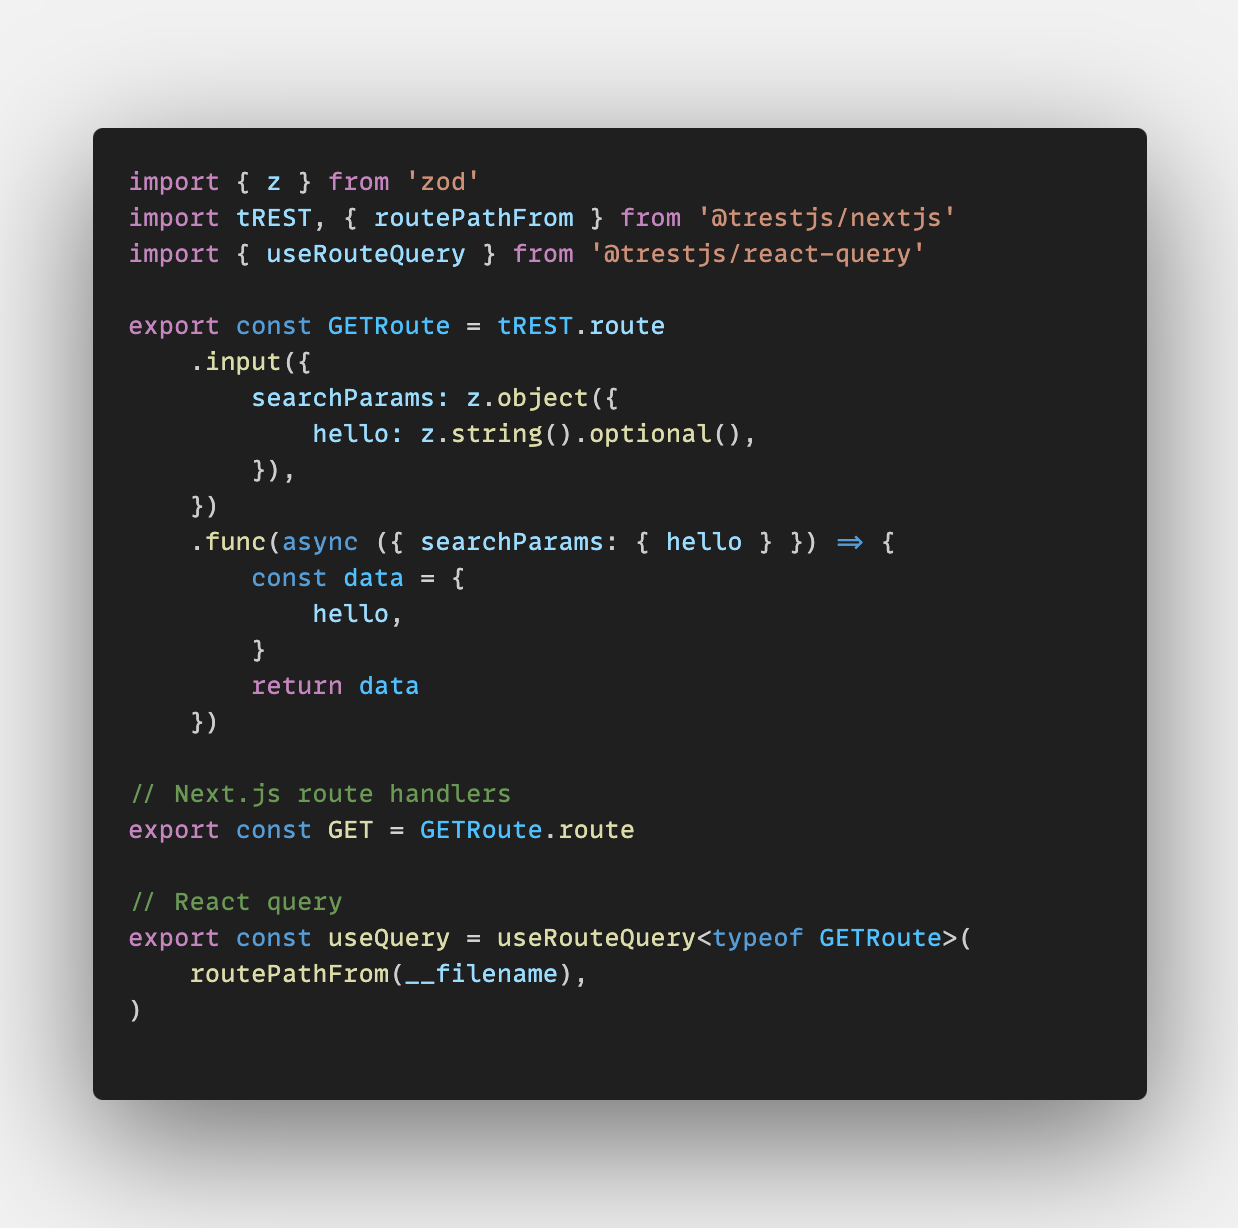 import { z } from 'zod'
import tREST, { routePathFrom } from '@trestjs/nextjs'
import { useRouteQuery } from '@trestjs/react-query'

export const GETRoute = tREST.route
    .input({
        searchParams: z.object({
            hello: z.string().optional(),
        }),
    })
    .func(async ({ searchParams: { hello } }) => {
        const data = {
            hello,
        }
        return data
    })

// Next.js route handlers
export const GET = GETRoute.route

// React query
export const useQuery = useRouteQuery<typeof GETRoute>(
    routePathFrom(__filename),
)